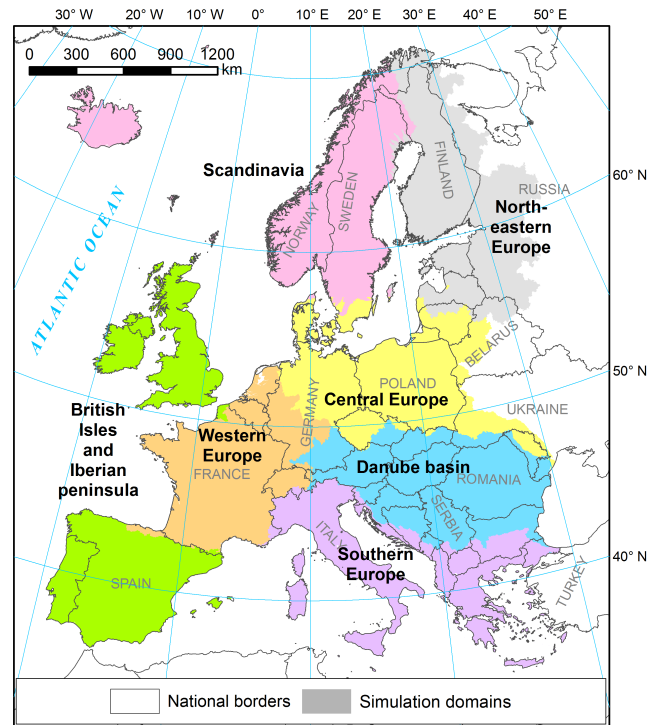 30° W 20° W 10° W 0° 10° E 20° E 30° E 40° E 50° E
0 300 600 900 1200
km
60° N
50° N
40° N
ATLANTIC OCEAN
Scandinavia
NORWAY
SWEDEN
FINLAND
RUSSIA
North-
eastern
Europe
BELARUS
POLAND
Central Europe
GERMANY
UKRAINE
British
Isles
and
Iberian
peninsula
Western
Europe
FRANCE
Danube basin
ROMANIA
SERBIA
ITALY
Southern
Europe
SPAIN
TURKEY
National borders
Simulation domains